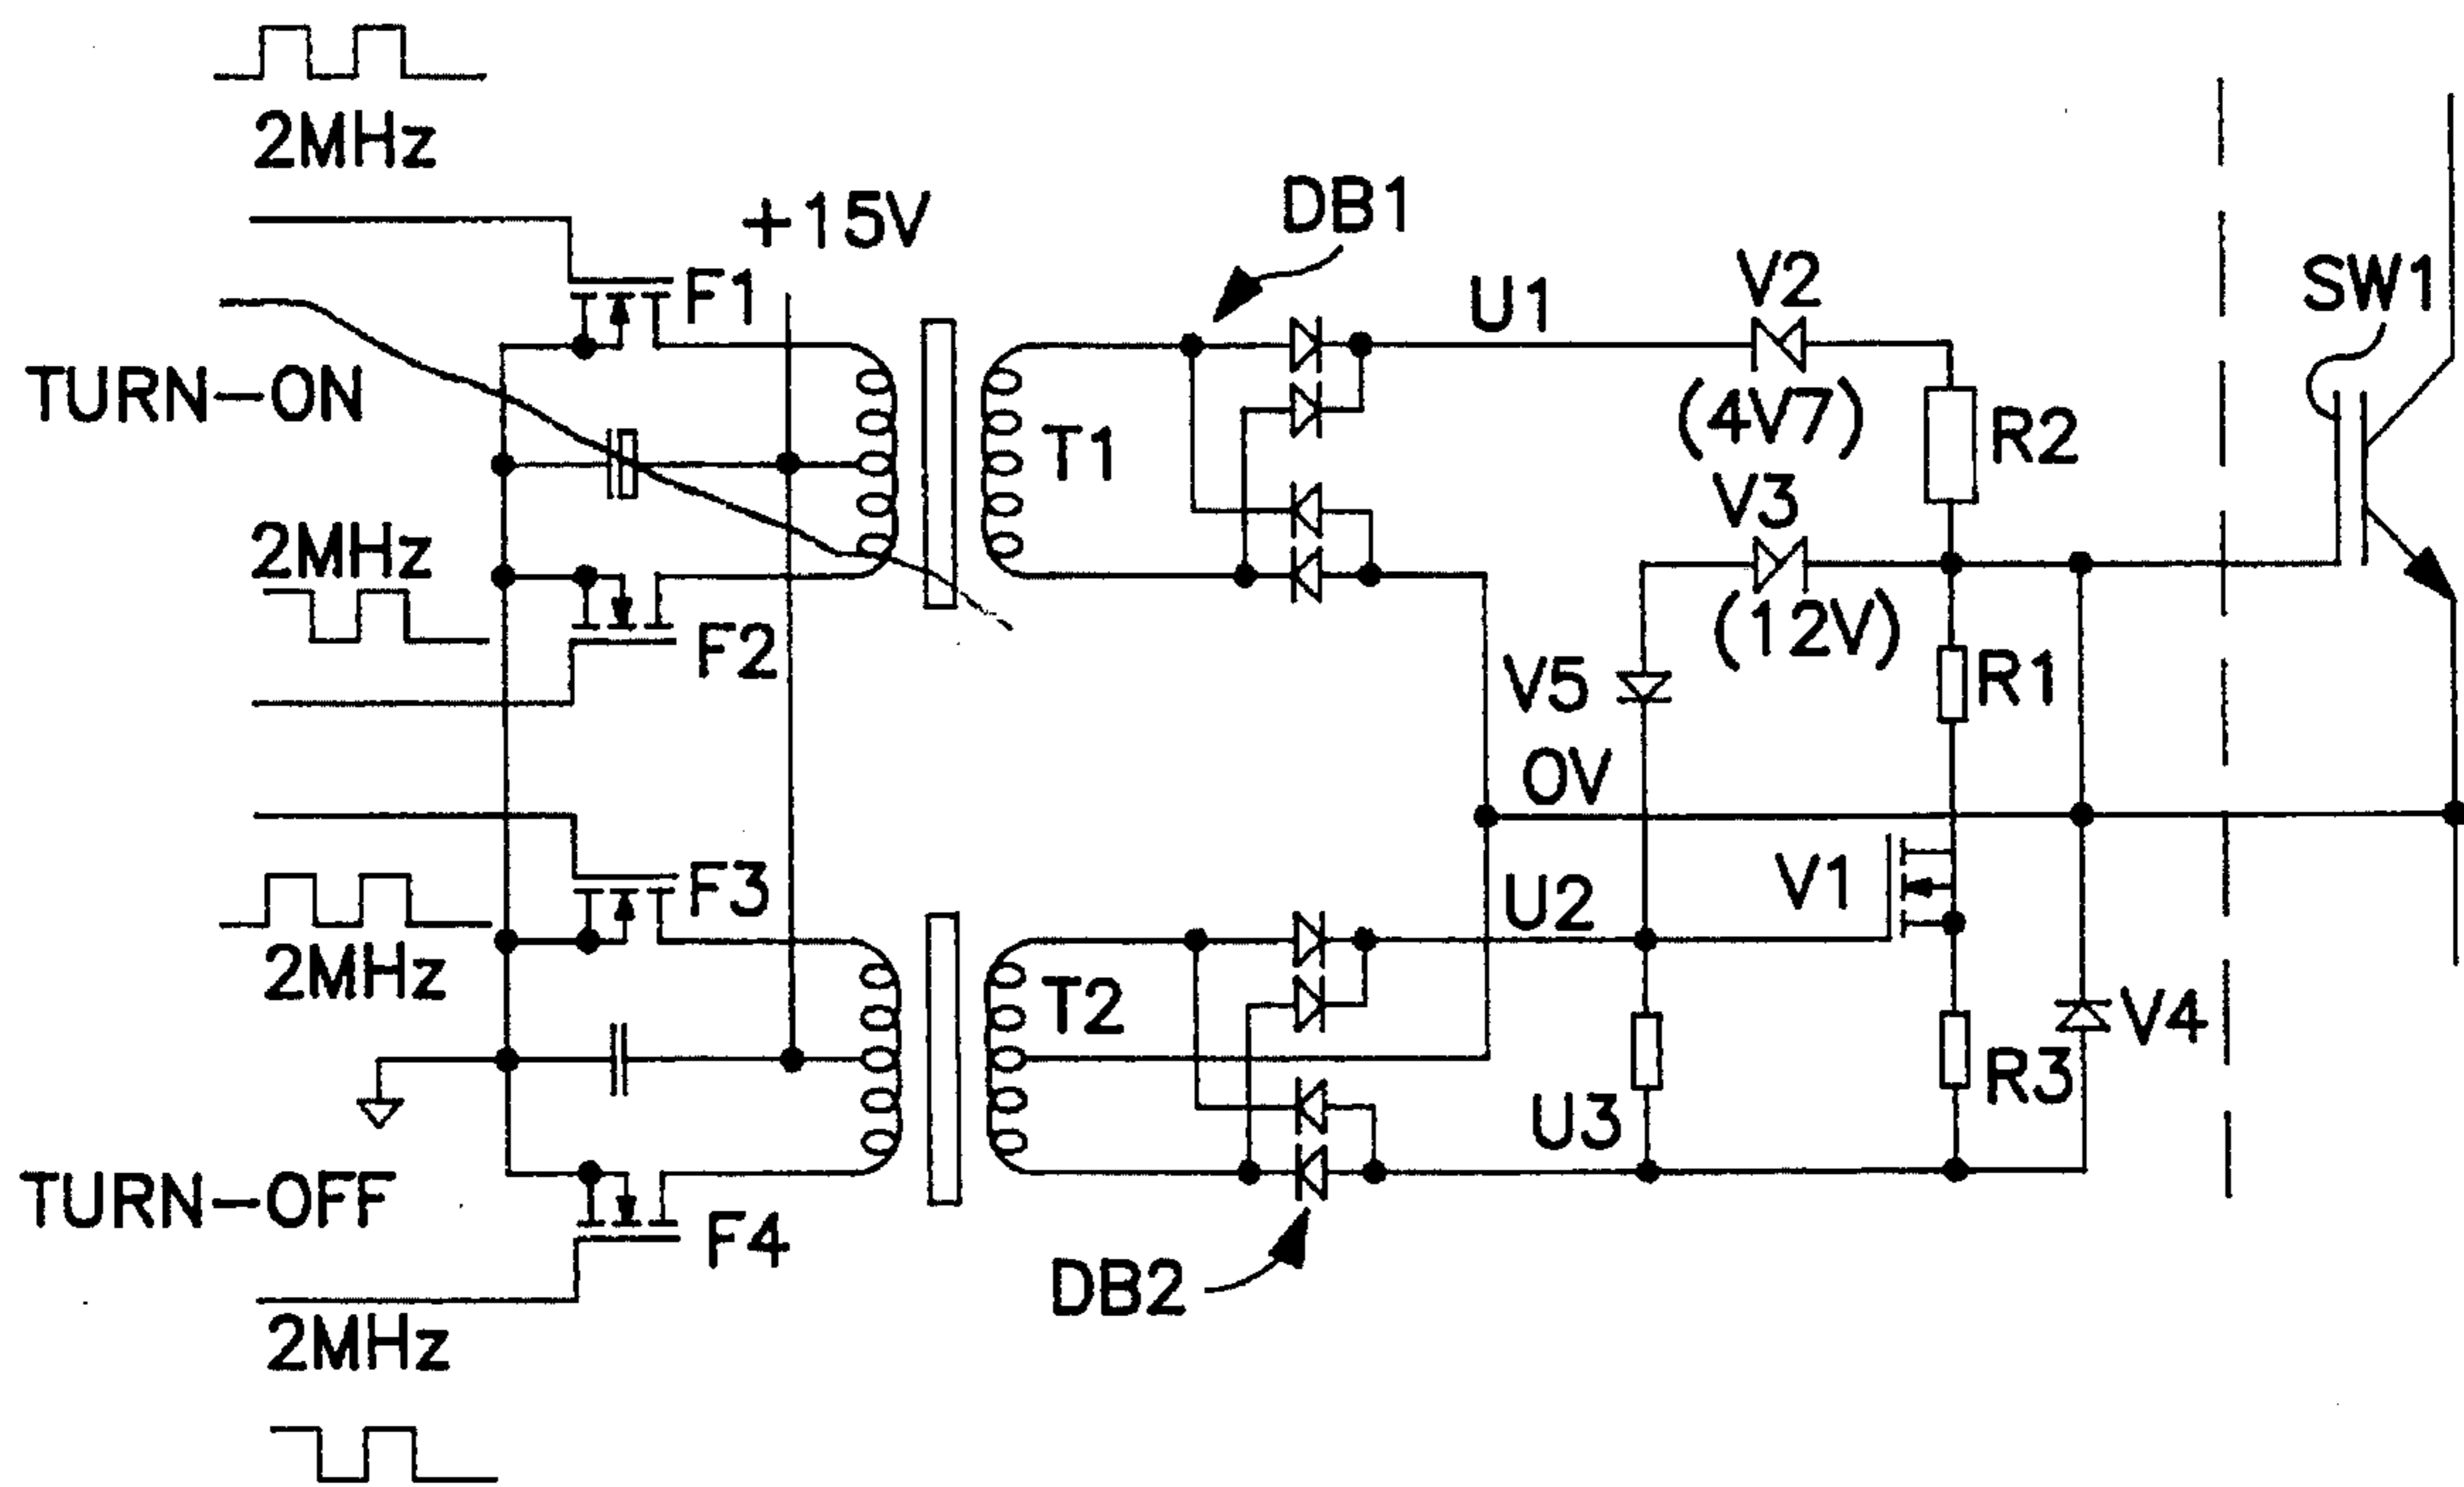 2MHz
+15V
DB1
F1
U1
V2
SW1
TURN-ON
(4V7)
R2
T1
V3
2MHz
(12V)
F2
V5
R1
0V
F3
V1
U2
2MHz
T2
V4
R3
U3
TURN-OFF
F4
DB2
2MHz